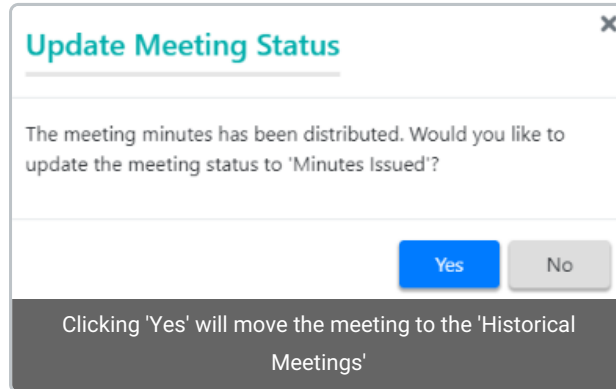 Update Meeting Status
The meeting minutes has been distributed. Would you like to
update the meeting status to 'Minutes Issued'?
Yes
No
Clicking 'Yes' will move the meeting to the 'Historical
Meetings'